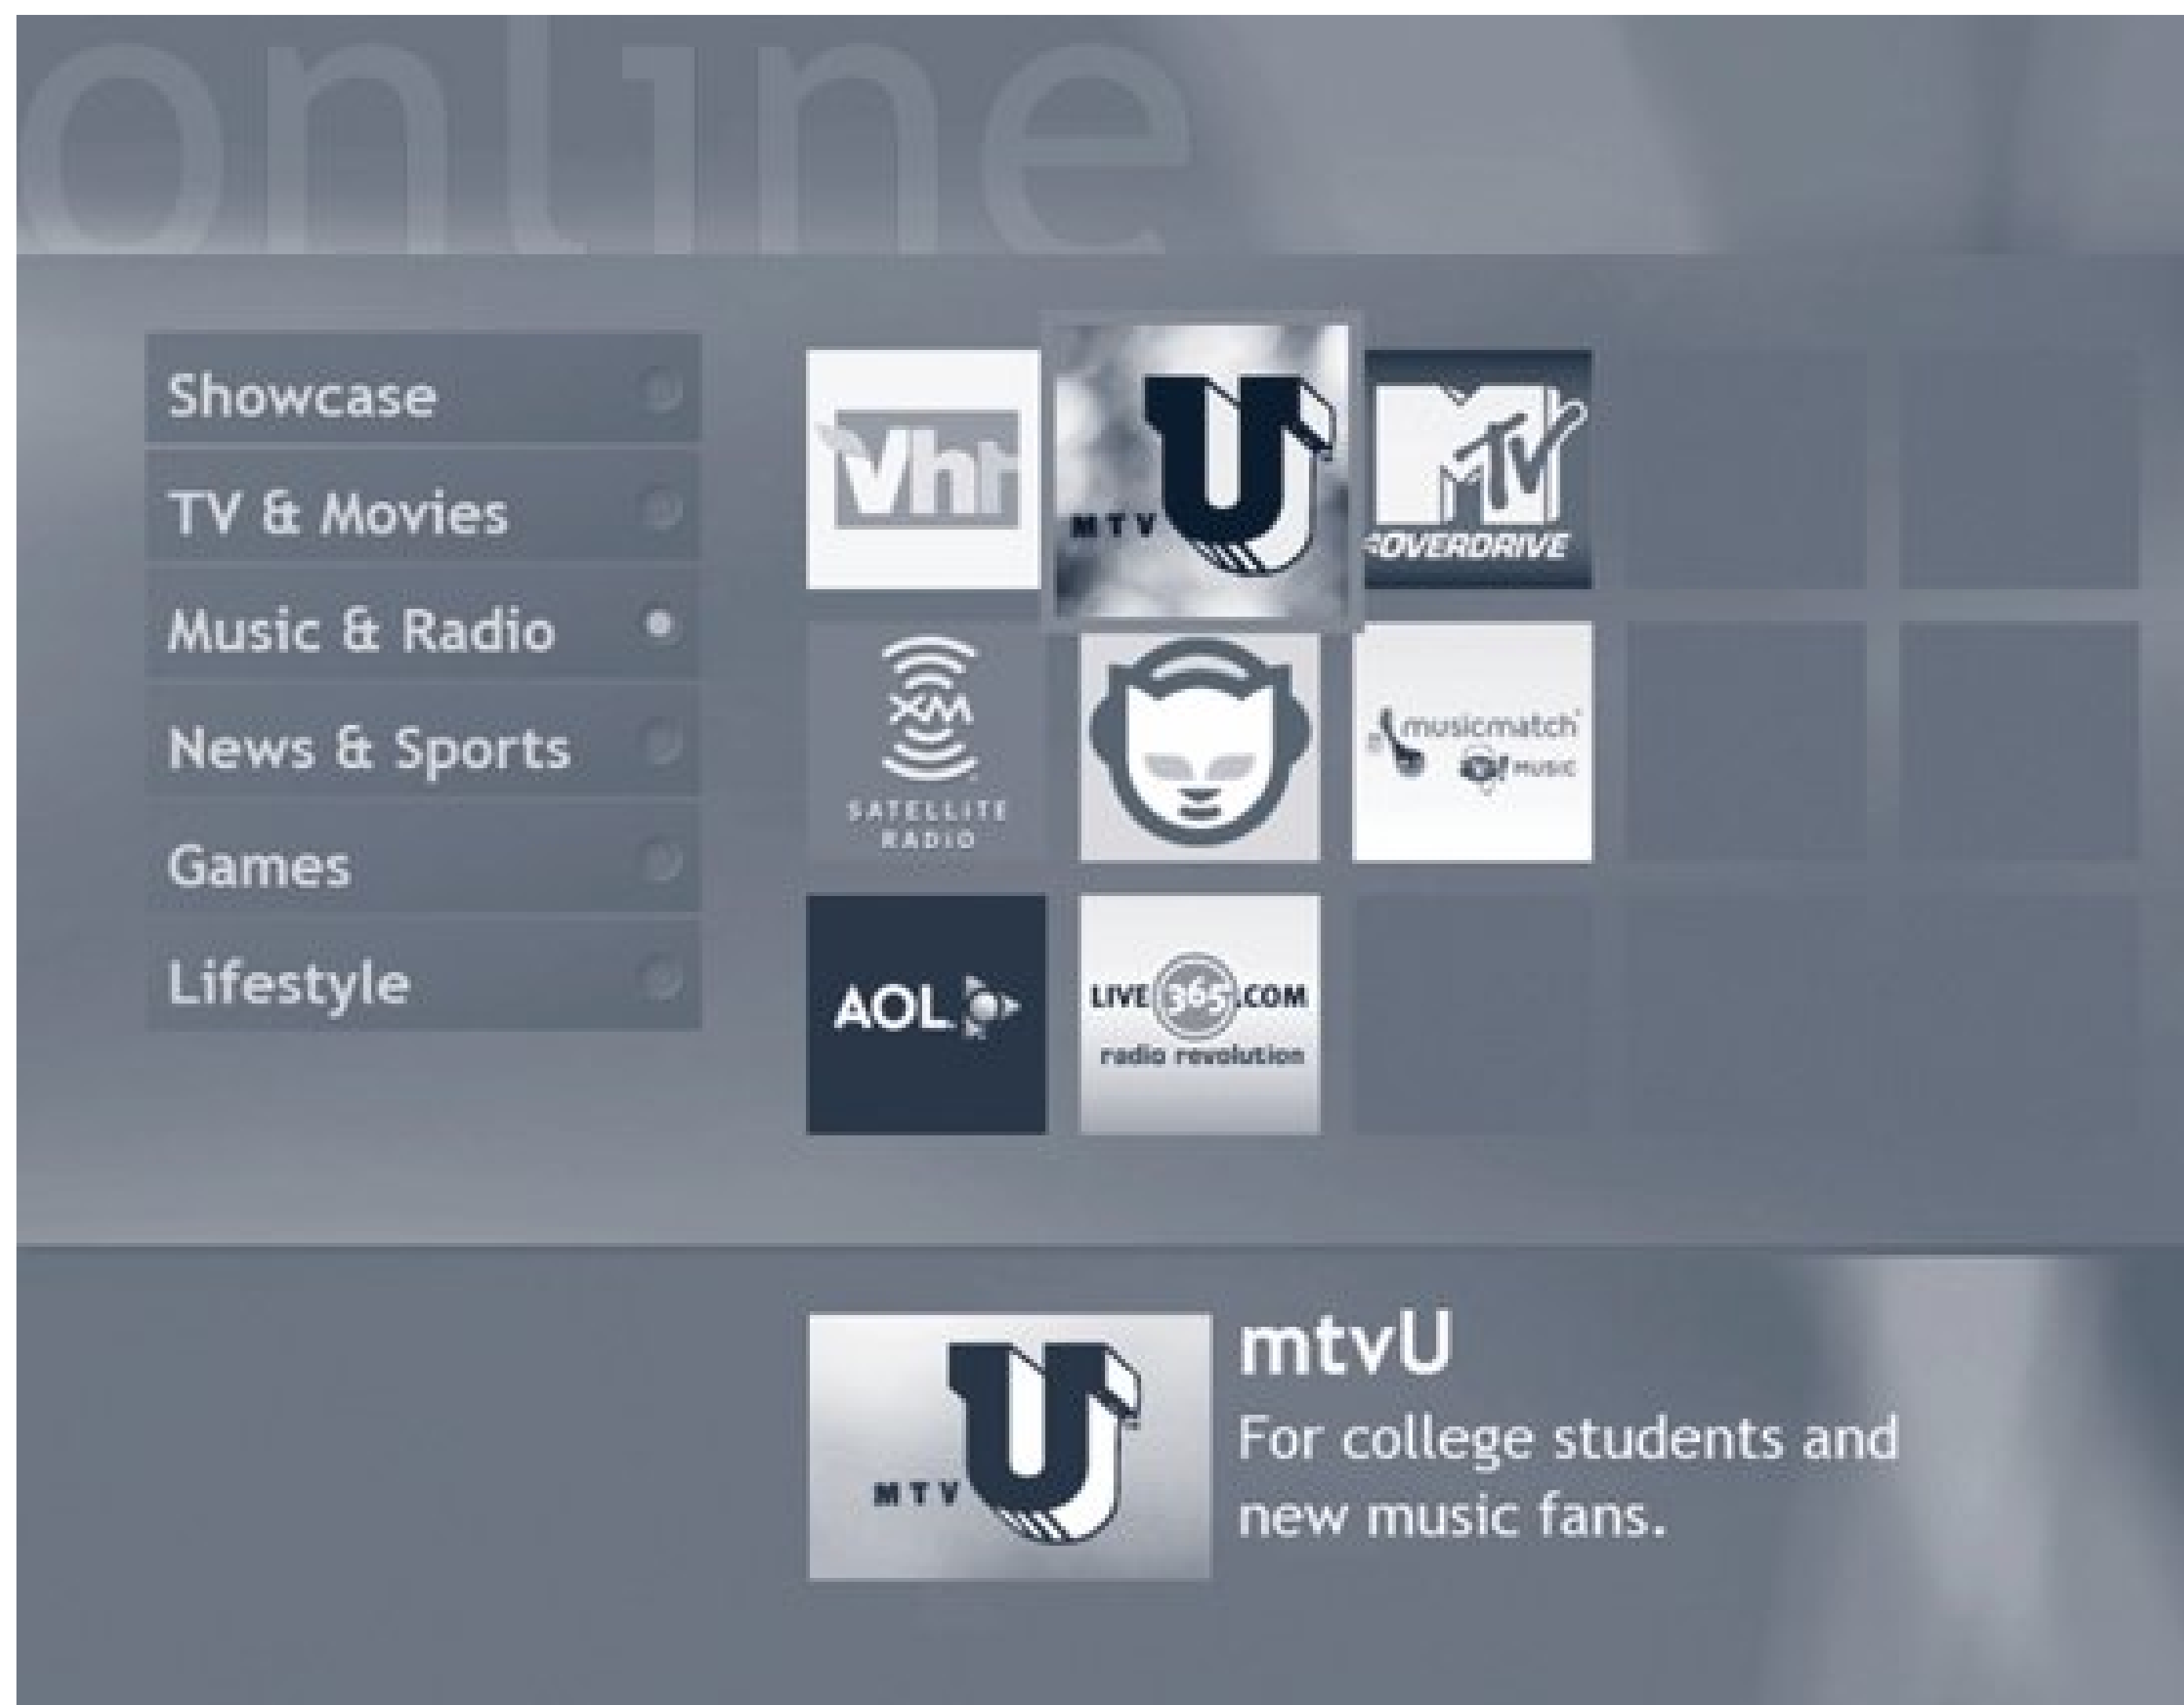 online
Showcase
TV & Movies
Music & Radio
News & Sports
Games
Lifestyle
Vh1
MTV U
MTV
OVERDRIVE
XM
SATELLITE
RADIO
musicmatch
Y! MUSIC
AOL
LIVE 365.COM
radio revolution
MTV U
mtvU
For college students and
new music fans.